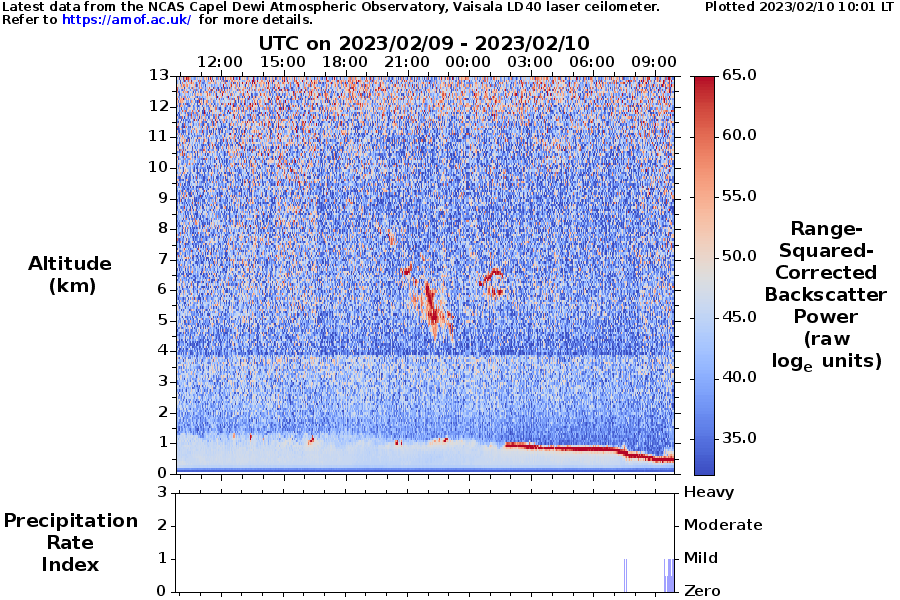 Latest data from the NCAS Capel Dewi Atmospheric Observatory, Vaisala LD40 laser ceilometer. Plotted 2023/02/10 10:01 LT
Refer to https://amof.ac.uk/ for more details.
UTC on 2023/02/09 - 2023/02/10
12:00 15:00 18:00 21:00 00:00 03:00 06:00 09:00
13
12
11
10
9
8
7
6
5
4
3
2
1
0
Altitude
(km)
65.0
60.0
55.0
50.0
45.0
40.0
35.0
Range-
Squared-
Corrected
Backscatter
Power
(raw
logₑ units)
Precipitation
Rate
Index
3
2
1
0
Heavy
Moderate
Mild
Zero